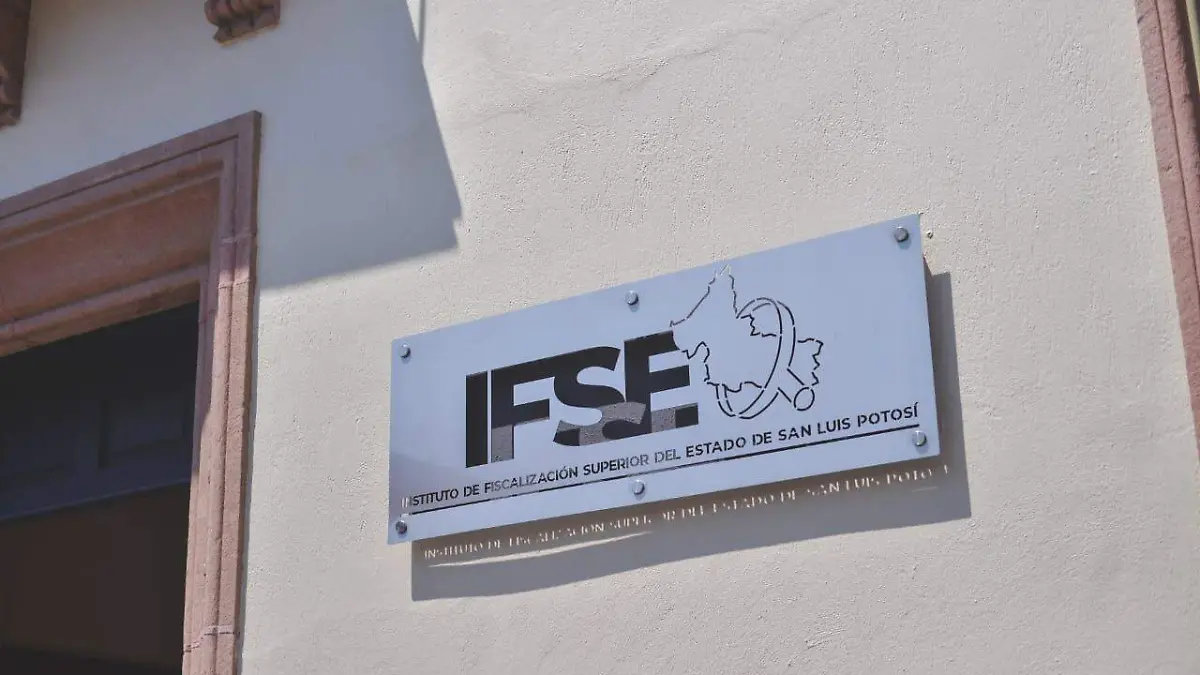 IFSE
INSTITUTO DE FISCALIZACIÓN SUPERIOR DEL ESTADO DE SAN LUIS POTOSÍ